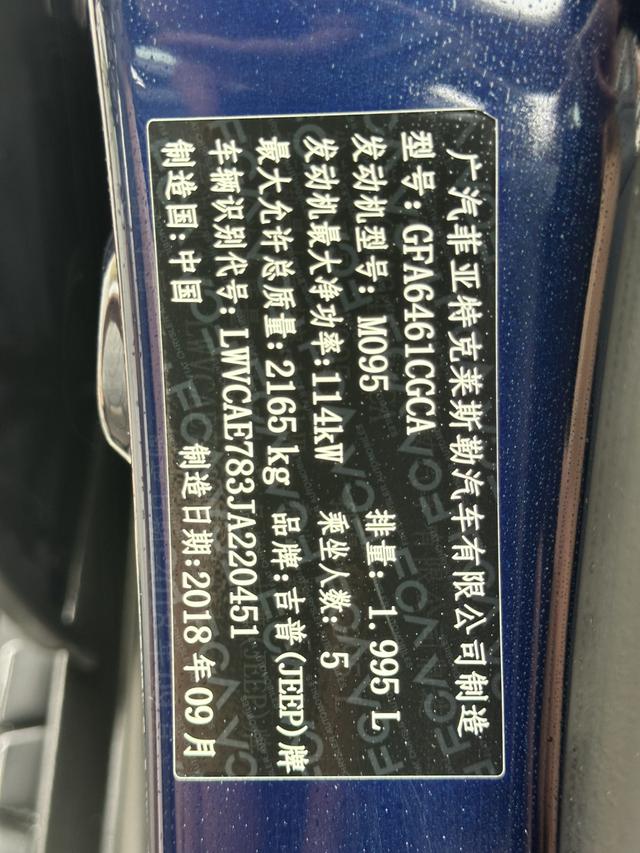 广汽菲亚特克莱斯勒汽车有限公司制造
型号:GFA6461CGCA
发动机型号:M095 排量:1.995 L
发动机最大净功率:114kW 乘坐人数:5
最大允许总质量:2165 kg 品牌:吉普(JEEP)牌
车辆识别代号:LWVCAE783JA220451
制造国:中国 制造日期:2018年09月